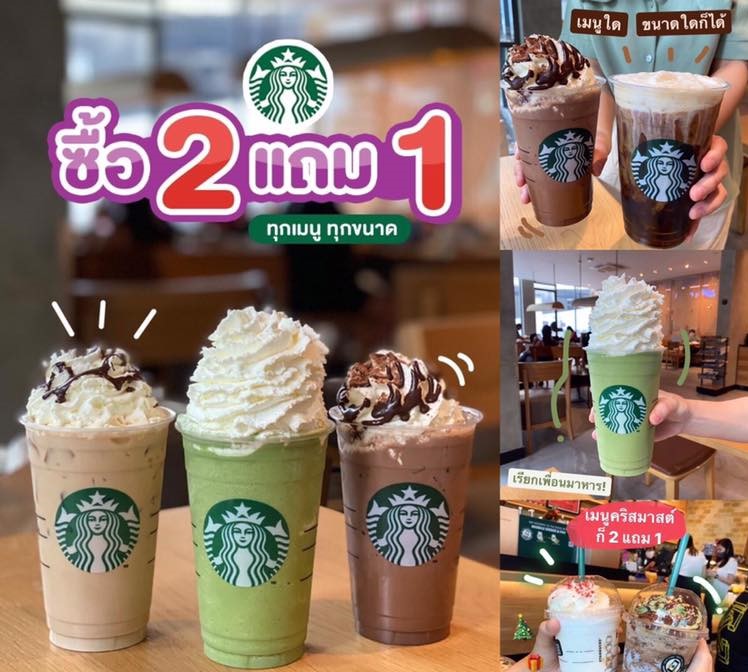 ซื้อ 2 แถม 1
ทุกเมนู ทุกขนาด
เมนูใด ขนาดใดก็ได้
เรียกเพื่อนมาหาร!
เมนูคริสมาสต์
ก็ 2 แถม 1